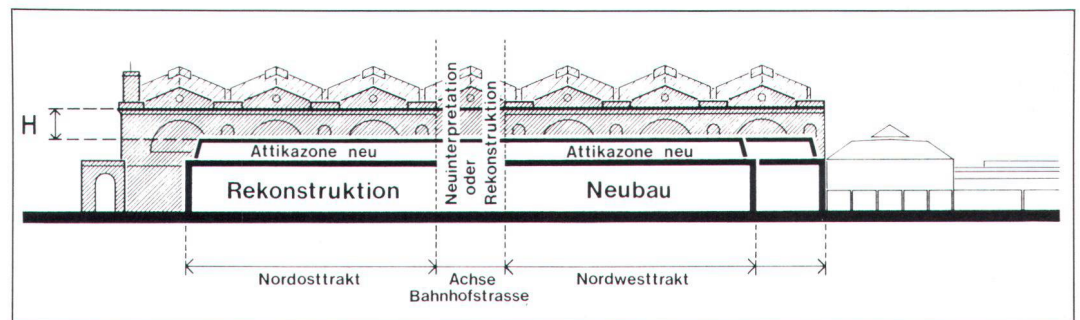 H
Attikazone neu
Rekonstruktion
Neuinterpretation
oder
Rekonstruktion
Attikazone neu
Neubau
Nordosttrakt
Achse
Bahnhofstrasse
Nordwesttrakt